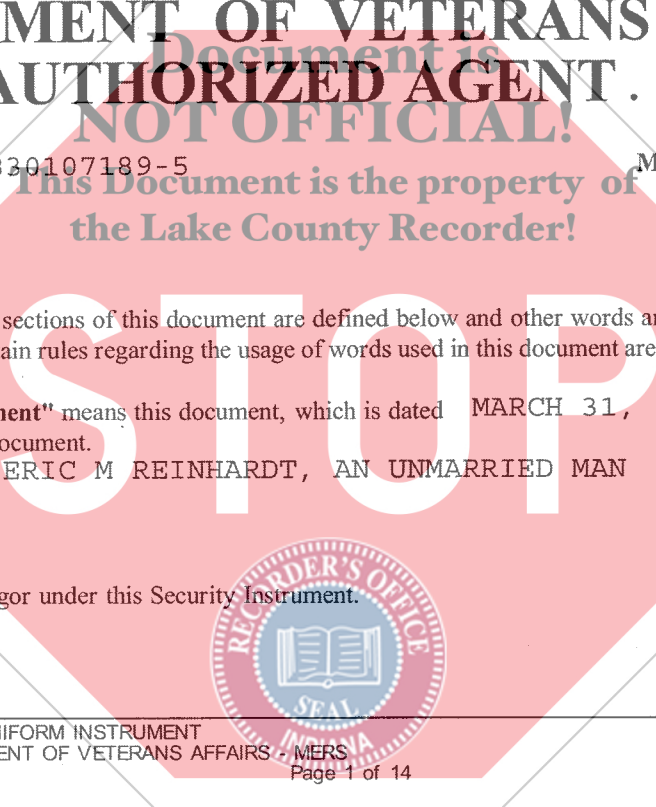 MENT OF VETERANS
Document is
AUTHORIZED AGENT .
NOT OFFICIAL!
30107189-5
This Document is the property of
the Lake County Recorder!
STOP
sections of this document are defined below and other words
rules regarding the usage of words used in this document are
means this document, which is dated MARCH 31,
ocument.
ERIC M REINHARDT, AN UNMARRIED MAN
gor under this Security Instrument.
RECORDER'S OFFICE
SEAL
INDIANA
NIFORM INSTRUMENT
ENT OF VETERANS AFFAIRS - MERS
Page 1 of 14